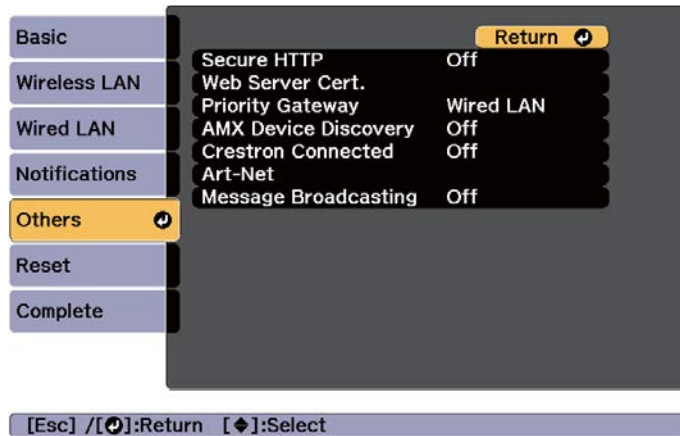 Basic
Wireless LAN
Wired LAN
Notifications
Others
Reset
Complete
Return
Secure HTTP Off
Web Server Cert.
Priority Gateway Wired LAN
AMX Device Discovery Off
Crestron Connected Off
Art-Net
Message Broadcasting Off
[Esc] /[⏎]:Return [◆]:Select